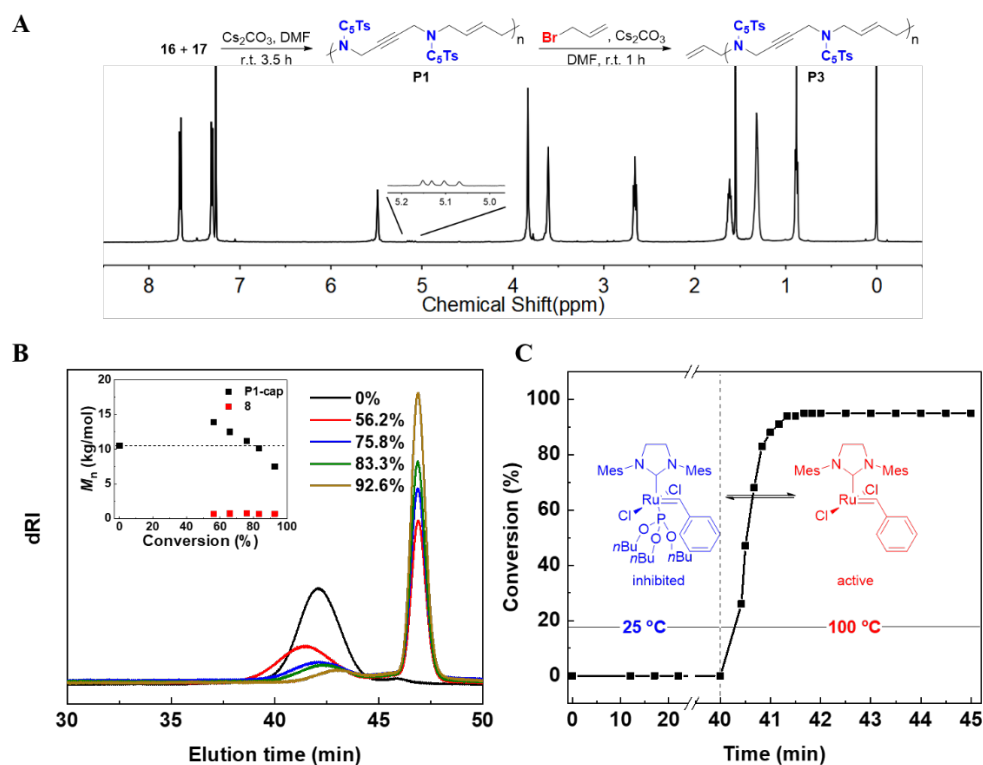 A
C₅Ts
N
N
C₅Ts
n
16 + 17
Cs₂CO₃, DMF
r.t. 3.5 h
P1
Br
, Cs₂CO₃
DMF, r.t. 1 h
C₅Ts
N
N
C₅Ts
n
P3
5.2 5.1 5.0
8 7 6 5 4 3 2 1 0
Chemical Shift(ppm)
B
20
15
10
5
0
Mn (kg/mol)
0 20 40 60 80 100
Conversion (%)
P1-cap
8
0%
56.2%
75.8%
83.3%
92.6%
dRI
30 35 40 45 50
Elution time (min)
C
100
80
60
40
20
0
Conversion (%)
Mes
N
N
Mes
Cl
Ru
Cl
P
O
O
O
nBu
nBu
nBu
inhibited
Mes
N
N
Mes
Cl
Ru
Cl
active
25 ºC
100 ºC
0 10 20 40 41 42 43 44 45
Time (min)